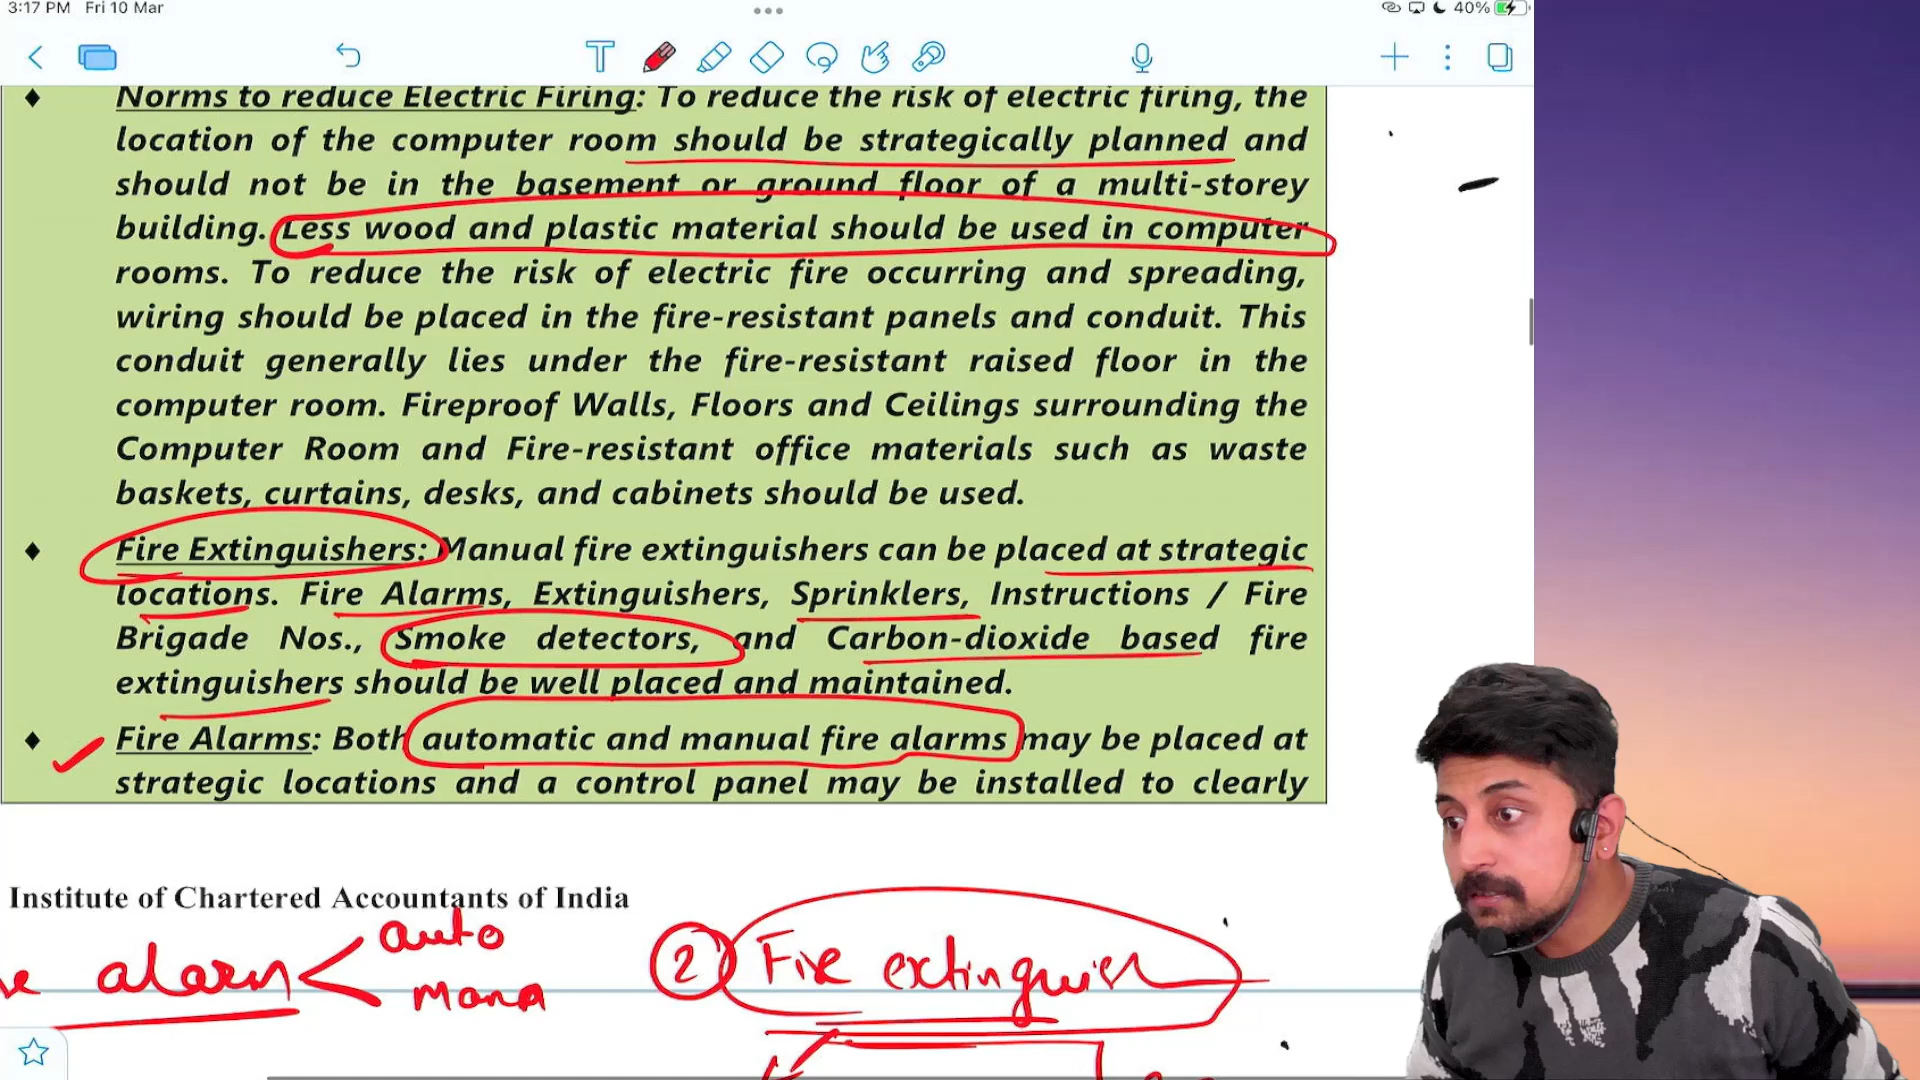 3:17 PM Fri 10 Mar
40%
T
♦ Norms to reduce Electric Firing: To reduce the risk of electric firing, the
location of the computer room should be strategically planned and
should not be in the basement or ground floor of a multi-storey
building. Less wood and plastic material should be used in computer
rooms. To reduce the risk of electric fire occurring and spreading,
wiring should be placed in the fire-resistant panels and conduit. This
conduit generally lies under the fire-resistant raised floor in the
computer room. Fireproof Walls, Floors and Ceilings surrounding the
Computer Room and Fire-resistant office materials such as waste
baskets, curtains, desks, and cabinets should be used.
♦ Fire Extinguishers: Manual fire extinguishers can be placed at strategic
locations. Fire Alarms, Extinguishers, Sprinklers, Instructions / Fire
Brigade Nos., Smoke detectors, and Carbon-dioxide based fire
extinguishers should be well placed and maintained.
♦ Fire Alarms: Both automatic and manual fire alarms may be placed at
strategic locations and a control panel may be installed to clearly
Institute of Chartered Accountants of India
auto
alarm
2 Fire